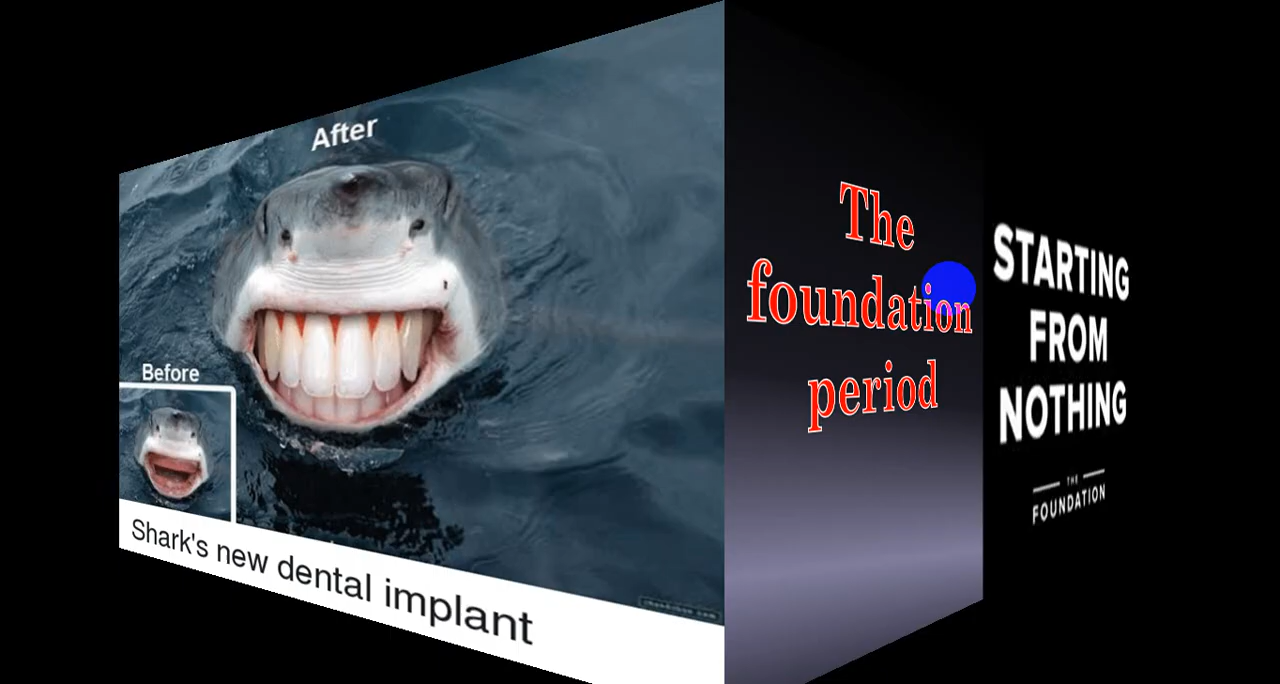 After
Before
Shark's new dental implant
The
foundation
period
STARTING
FROM
NOTHING
THE
FOUNDATION